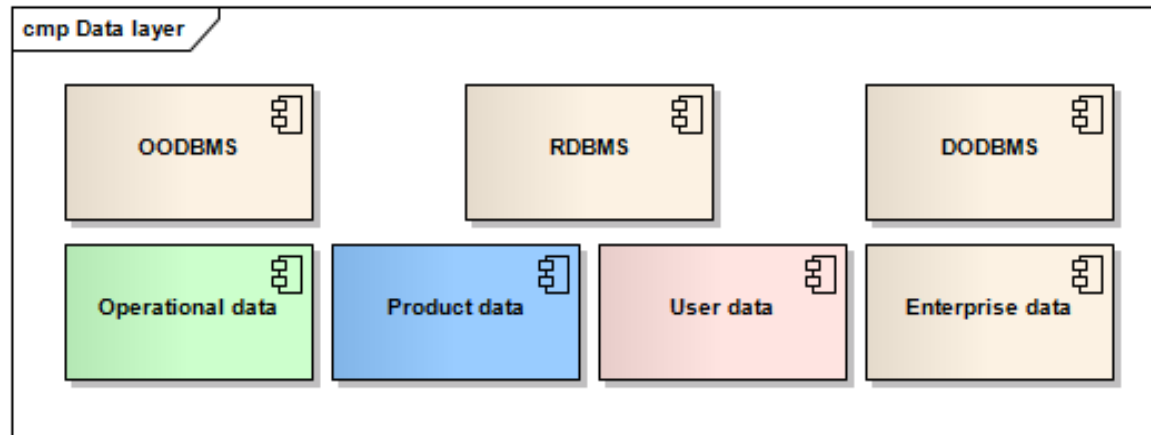 cmp Data layer
OODBMS
RDBMS
DODBMS
Operational data
Product data
User data
Enterprise data